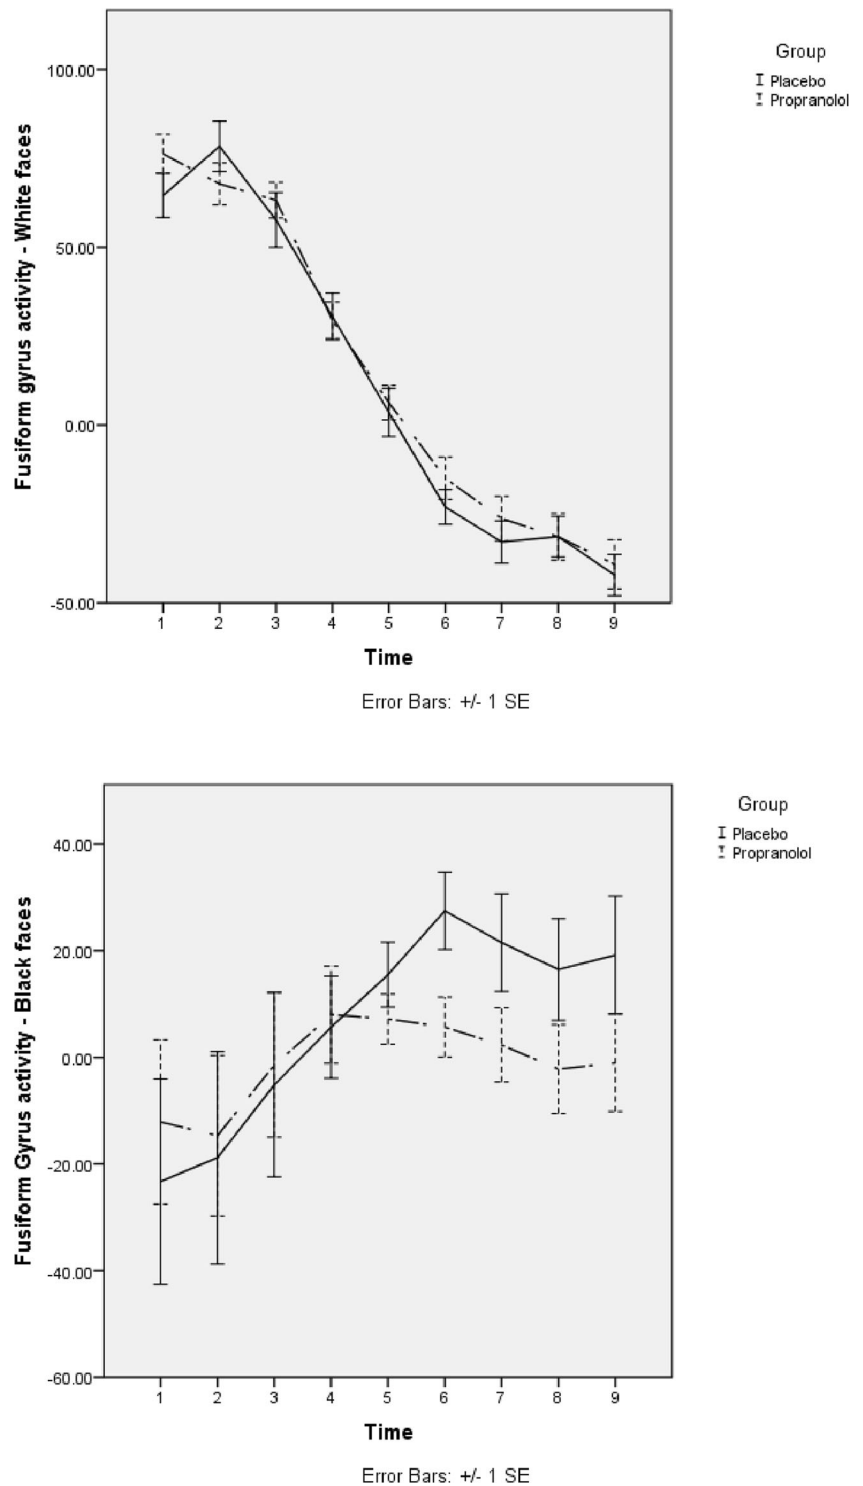 Fusiform gyrus activity - White faces
100.00
50.00
0.00
-50.00
1 2 3 4 5 6 7 8 9
Time
Error Bars: +/- 1 SE
Group
Placebo
Propranolol
Fusiform Gyrus activity - Black faces
40.00
20.00
0.00
-20.00
-40.00
-60.00
1 2 3 4 5 6 7 8 9
Time
Error Bars: +/- 1 SE
Group
Placebo
Propranolol